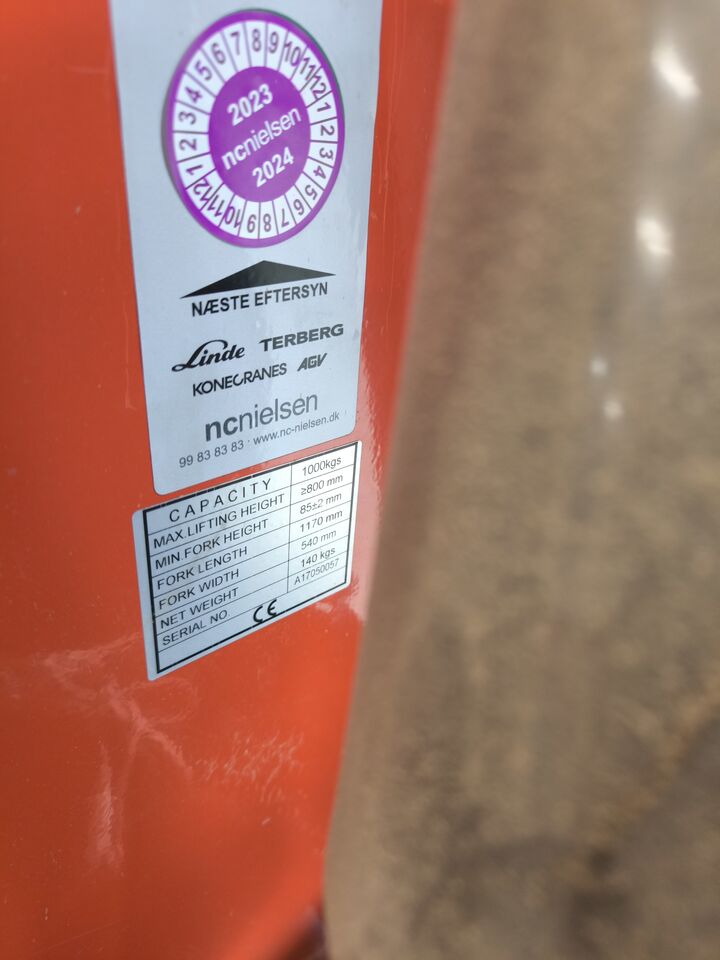 1 2 3 4 5 6 7 8 9 10 11 12
2023
ncnielsen
2024
1 2 3 4 5 6 7 8 9 10 11 12
NÆSTE EFTERSYN
Linde TERBERG
KONECRANES AGV
ncnielsen
99 83 83 83 · www.nc-nielsen.dk
CAPACITY 1000kgs
MAX.LIFTING HEIGHT ≥800 mm
MIN FORK HEIGHT 85±2 mm
FORK LENGTH 1170 mm
FORK WIDTH 540 mm
NET WEIGHT 140 kgs
SERIAL NO A17050057
CE